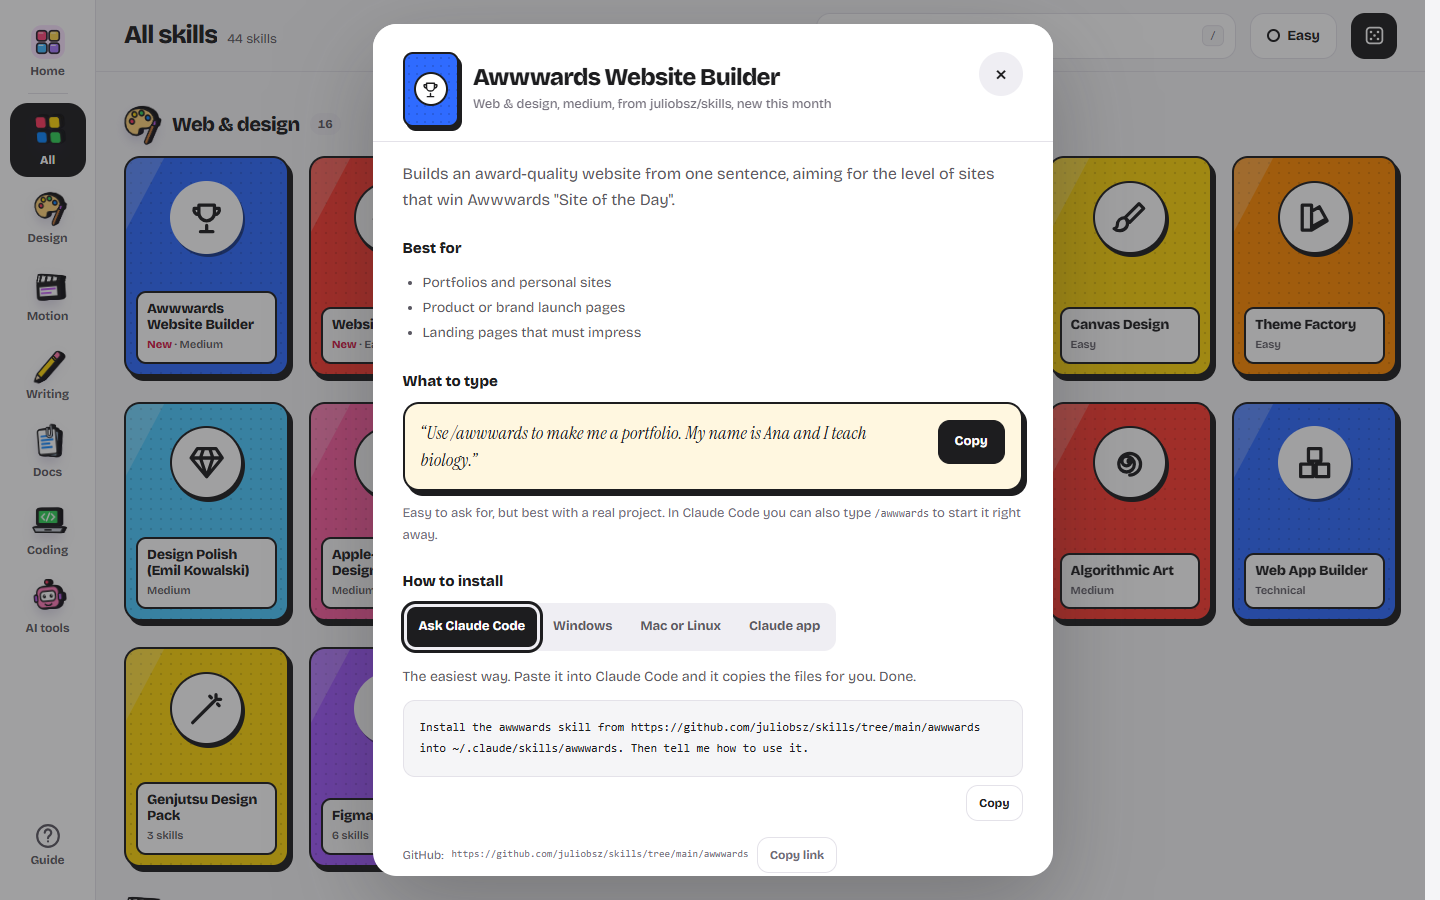 Home
All
Design
Motion
Writing
Docs
</>
Coding
AI tools
Guide
All skills 44 skills
/
Easy
Web & design 16
Awwwards
Website Builder
New · Medium
New
Canvas Design
Easy
Theme Factory
Easy
Design Polish
(Emil Kowalski)
Medium
Algorithmic Art
Medium
Web App Builder
Technical
Genjutsu Design
Pack
3 skills
6 skills
Awwwards Website Builder
Web & design, medium, from juliobsz/skills, new this month
Builds an award-quality website from one sentence, aiming for the level of sites
that win Awwwards "Site of the Day".
Best for
• Portfolios and personal sites
• Product or brand launch pages
• Landing pages that must impress
What to type
“Use /awwwards to make me a portfolio. My name is Ana and I teach
biology.”
Copy
Easy to ask for, but best with a real project. In Claude Code you can also type /awwwards to start it right
away.
How to install
Ask Claude Code Windows Mac or Linux Claude app
The easiest way. Paste it into Claude Code and it copies the files for you. Done.
Install the awwwards skill from https://github.com/juliobsz/skills/tree/main/awwwards
into ~/.claude/skills/awwwards. Then tell me how to use it.
Copy
GitHub: https://github.com/juliobsz/skills/tree/main/awwwards Copy link